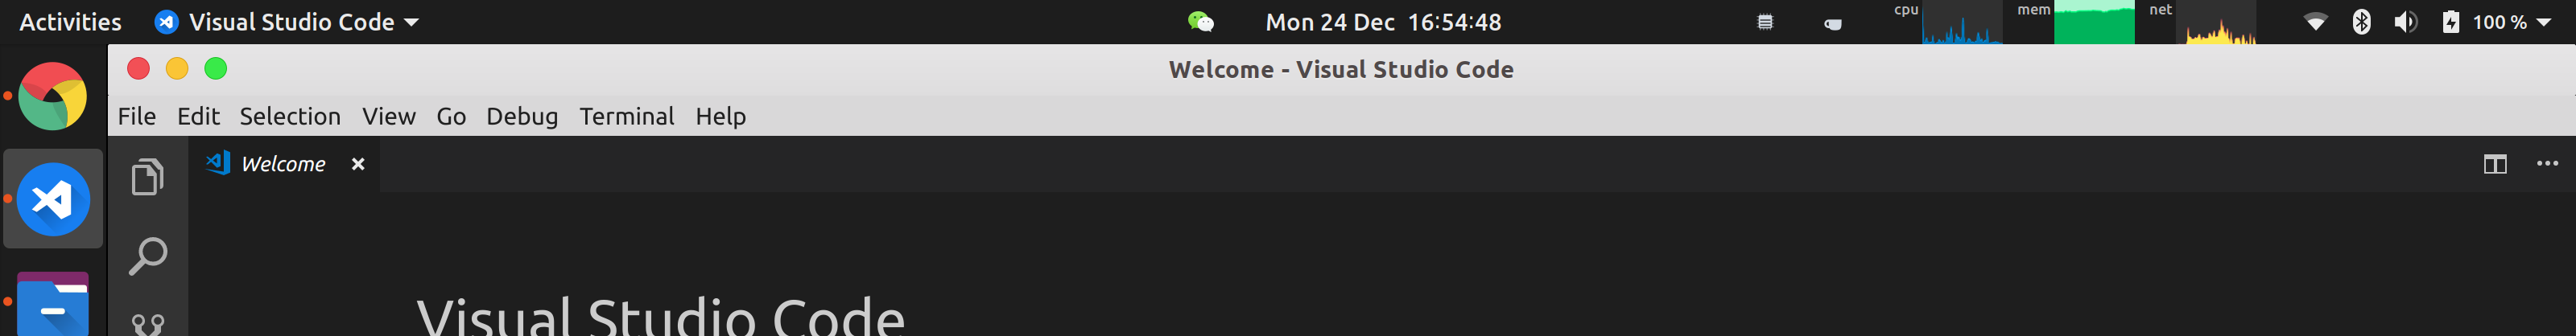 Activities Visual Studio Code Mon 24 Dec 16:54:48 cpu mem net 100 %
Welcome - Visual Studio Code
File Edit Selection View Go Debug Terminal Help
Welcome
Visual Studio Code